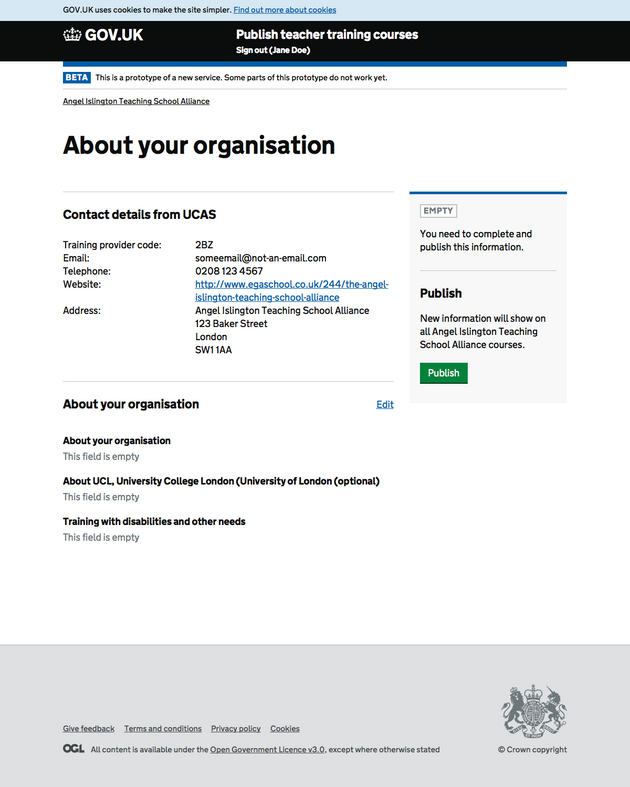 GOV.UK uses cookies to make the site simpler. Find out more about cookies
GOV.UK
Publish teacher training courses
Sign out (Jane Doe)
BETA This is a prototype of a new service. Some parts of this prototype do not work yet.
Angel Islington Teaching School Alliance
About your organisation
Contact details from UCAS
Training provider code: 2BZ
Email: someemail@not-an-email.com
Telephone: 0208 123 4567
Website: http://www.egaschool.co.uk/244/the-angel-
islington-teaching-school-alliance
Address: Angel Islington Teaching School Alliance
123 Baker Street
London
SW1 1AA
EMPTY
You need to complete and
publish this information.
Publish
New information will show on
all Angel Islington Teaching
School Alliance courses.
Publish
About your organisation Edit
About your organisation
This field is empty
About UCL, University College London (University of London (optional)
This field is empty
Training with disabilities and other needs
This field is empty
Give feedback Terms and conditions Privacy policy Cookies
OGL All content is available under the Open Government Licence v3.0, except where otherwise stated
© Crown copyright